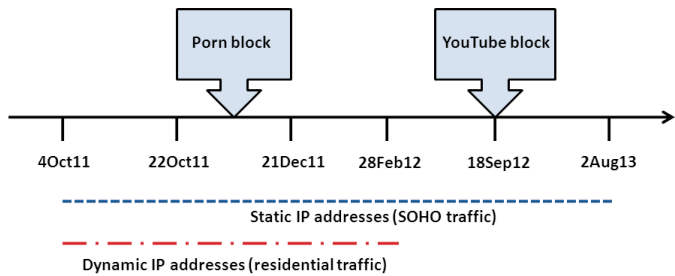 Porn block
YouTube block
4Oct11
22Oct11
21Dec11
28Feb12
18Sep12
2Aug13
Static IP addresses (SOHO traffic)
Dynamic IP addresses (residential traffic)